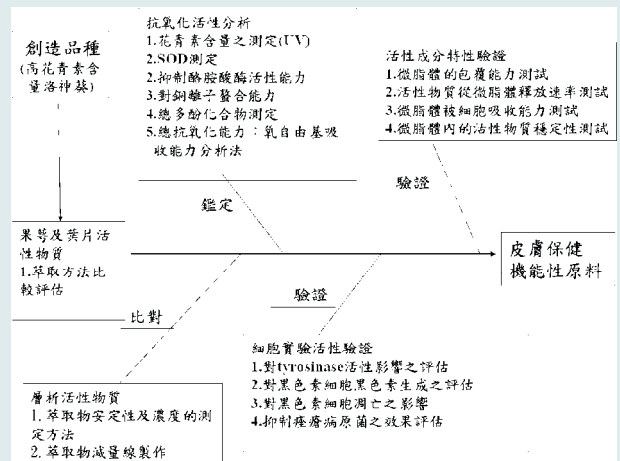 創造品種
(高花青素含
量洛神葵)
抗氧化活性分析
1.花青素含量之測定(UV)
2.SOD測定
2.抑制酪胺酸酶活性能力
3.對銅離子螯合能力
4.總多酚化合物測定
5.總抗氧化能力：氧自由基吸
收能力分析法
活性成分特性驗證
1.微脂體的包覆能力測試
2.活性物質從微脂體釋放速率測試
3.微脂體被細胞吸收能力測試
4.微脂體內的活性物質穩定性測試
鑑定
驗證
果萼及葵片活
性物質
1.萃取方法比
較評估
皮膚保健
機能性原料
比對
驗證
細胞實驗活性驗證
1.對tyrosinase活性影響之評估
2.對黑色素細胞黑色素生成之評估
3.對黑色素細胞凋亡之影響
4.抑制痤瘡病原菌之效果評估
層析活性物質
1. 萃取物安定性及濃度的測
定方法
2. 萃取物減量線製作